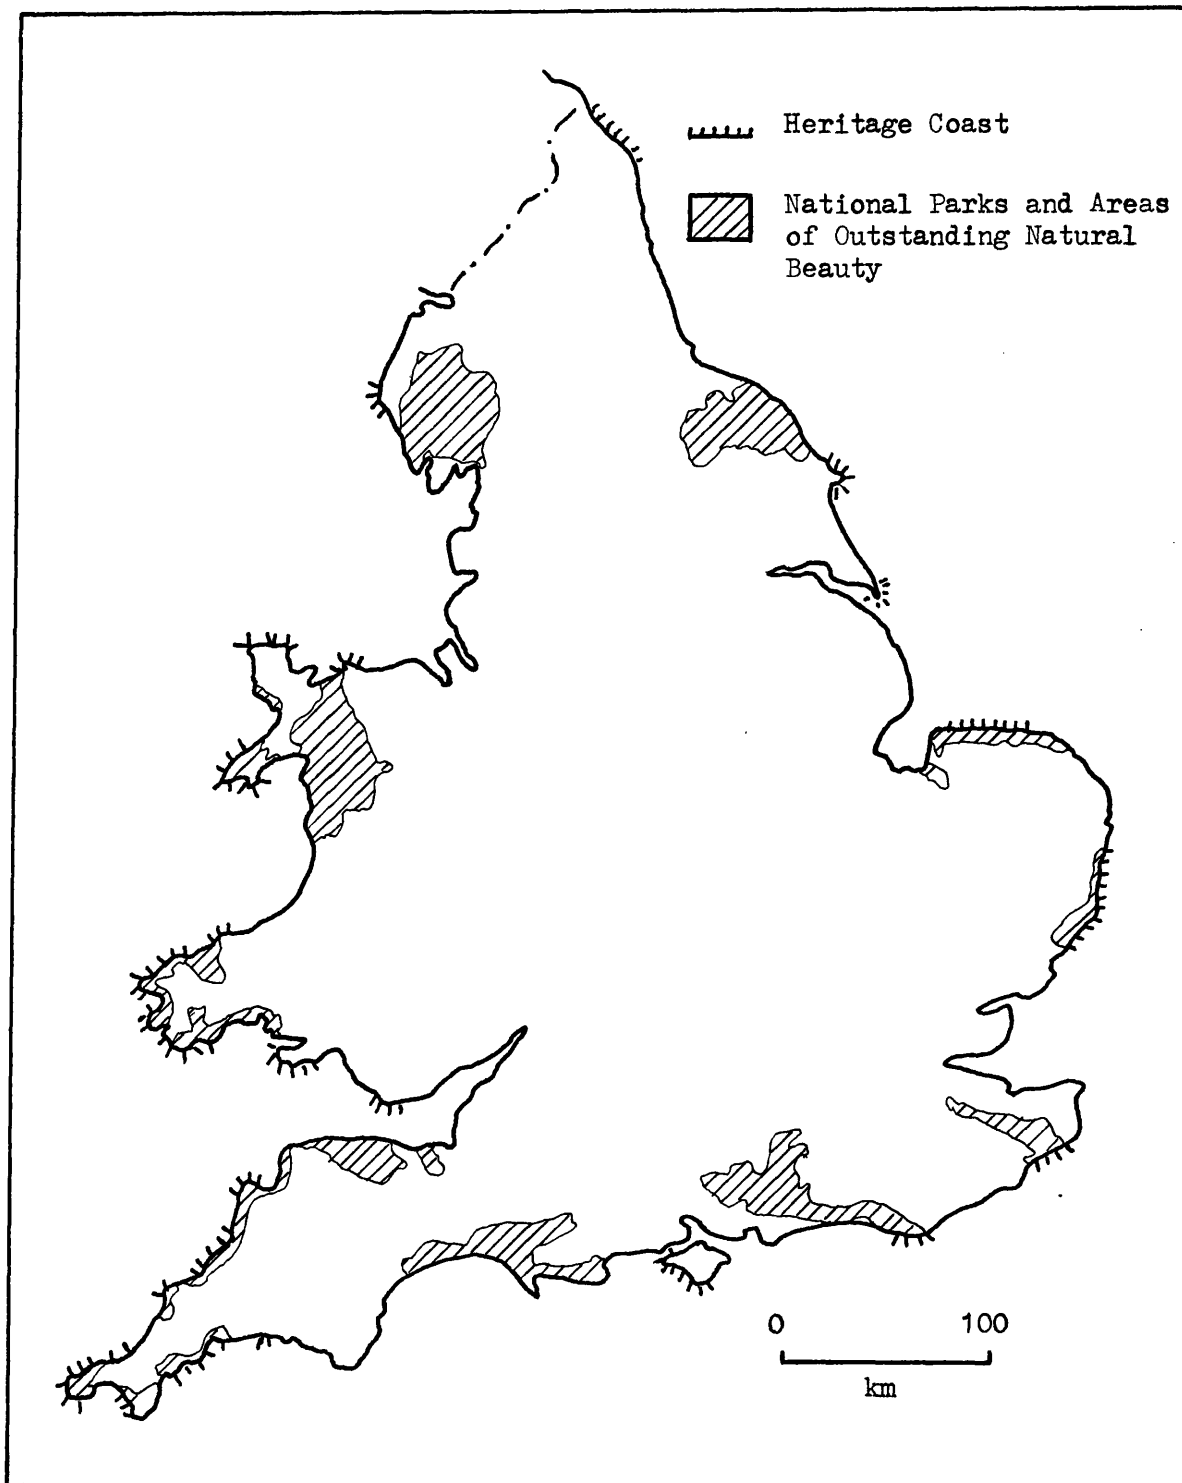 Heritage Coast
National Parks and Areas
of Outstanding Natural
Beauty
0 100
km